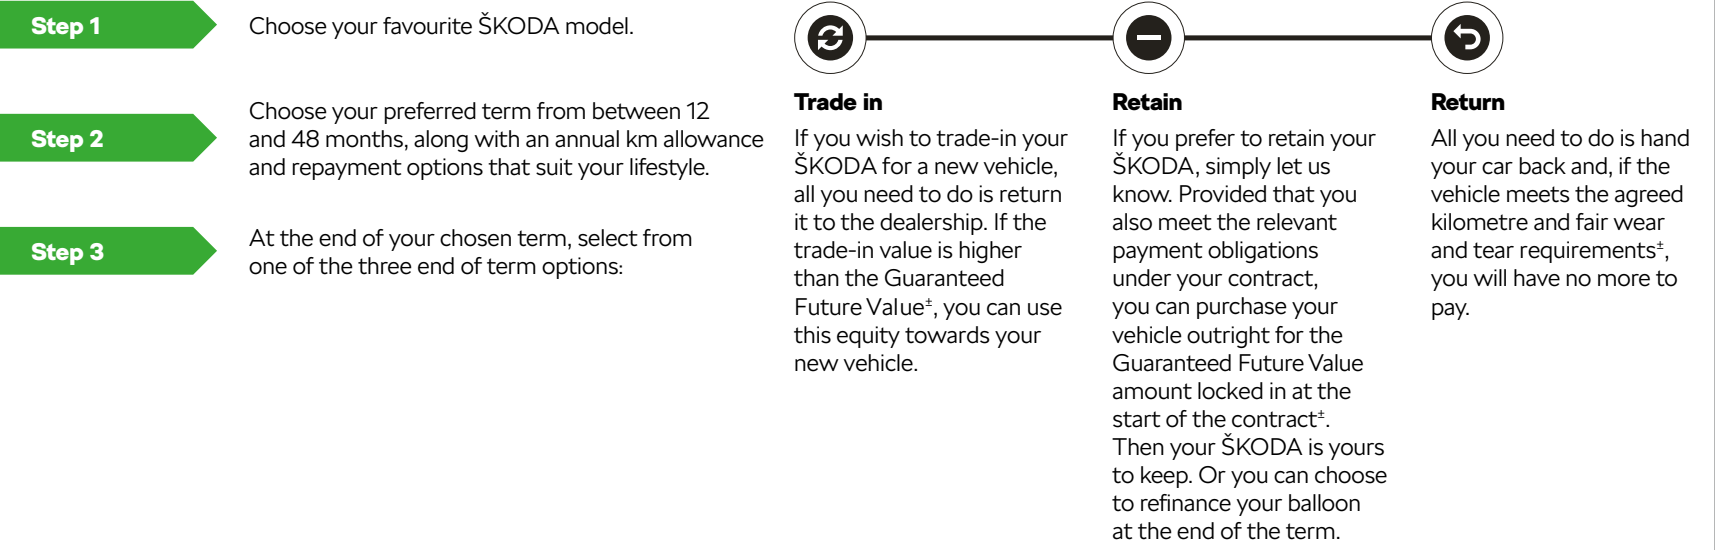 Step 1
Choose your favourite ŠKODA model.
Step 2
Choose your preferred term from between 12
and 48 months, along with an annual km allowance
and repayment options that suit your lifestyle.
Step 3
At the end of your chosen term, select from
one of the three end of term options:
Trade in
If you wish to trade-in your
ŠKODA for a new vehicle,
all you need to do is return
it to the dealership. If the
trade-in value is higher
than the Guaranteed
Future Value±, you can use
this equity towards your
new vehicle.
Retain
If you prefer to retain your
ŠKODA, simply let us
know. Provided that you
also meet the relevant
payment obligations
under your contract,
you can purchase your
vehicle outright for the
Guaranteed Future Value
amount locked in at the
start of the contract±.
Then your ŠKODA is yours
to keep. Or you can choose
to refinance your balloon
at the end of the term.
Return
All you need to do is hand
your car back and, if the
vehicle meets the agreed
kilometre and fair wear
and tear requirements±,
you will have no more to
pay.